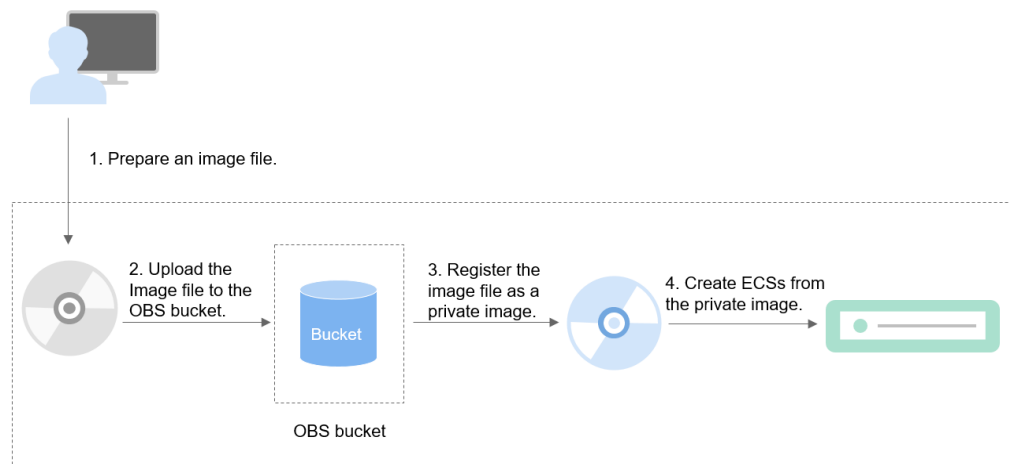 1. Prepare an image file.
2. Upload the
Image file to the
OBS bucket.
Bucket
OBS bucket
3. Register the
image file as a
private image.
4. Create ECSs from
the private image.